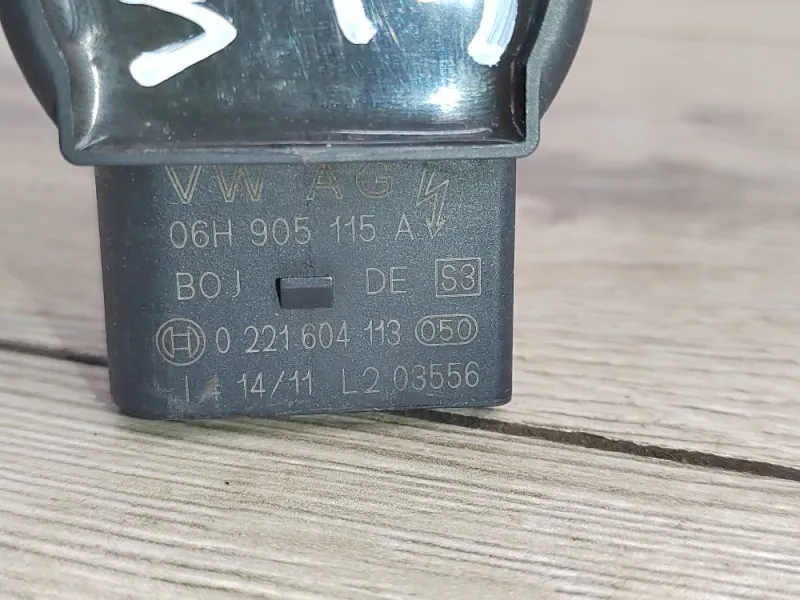 VW AG
06H 905 115 A
BOJ DE S3
0 221 604 113 050
14/11 L2 03556